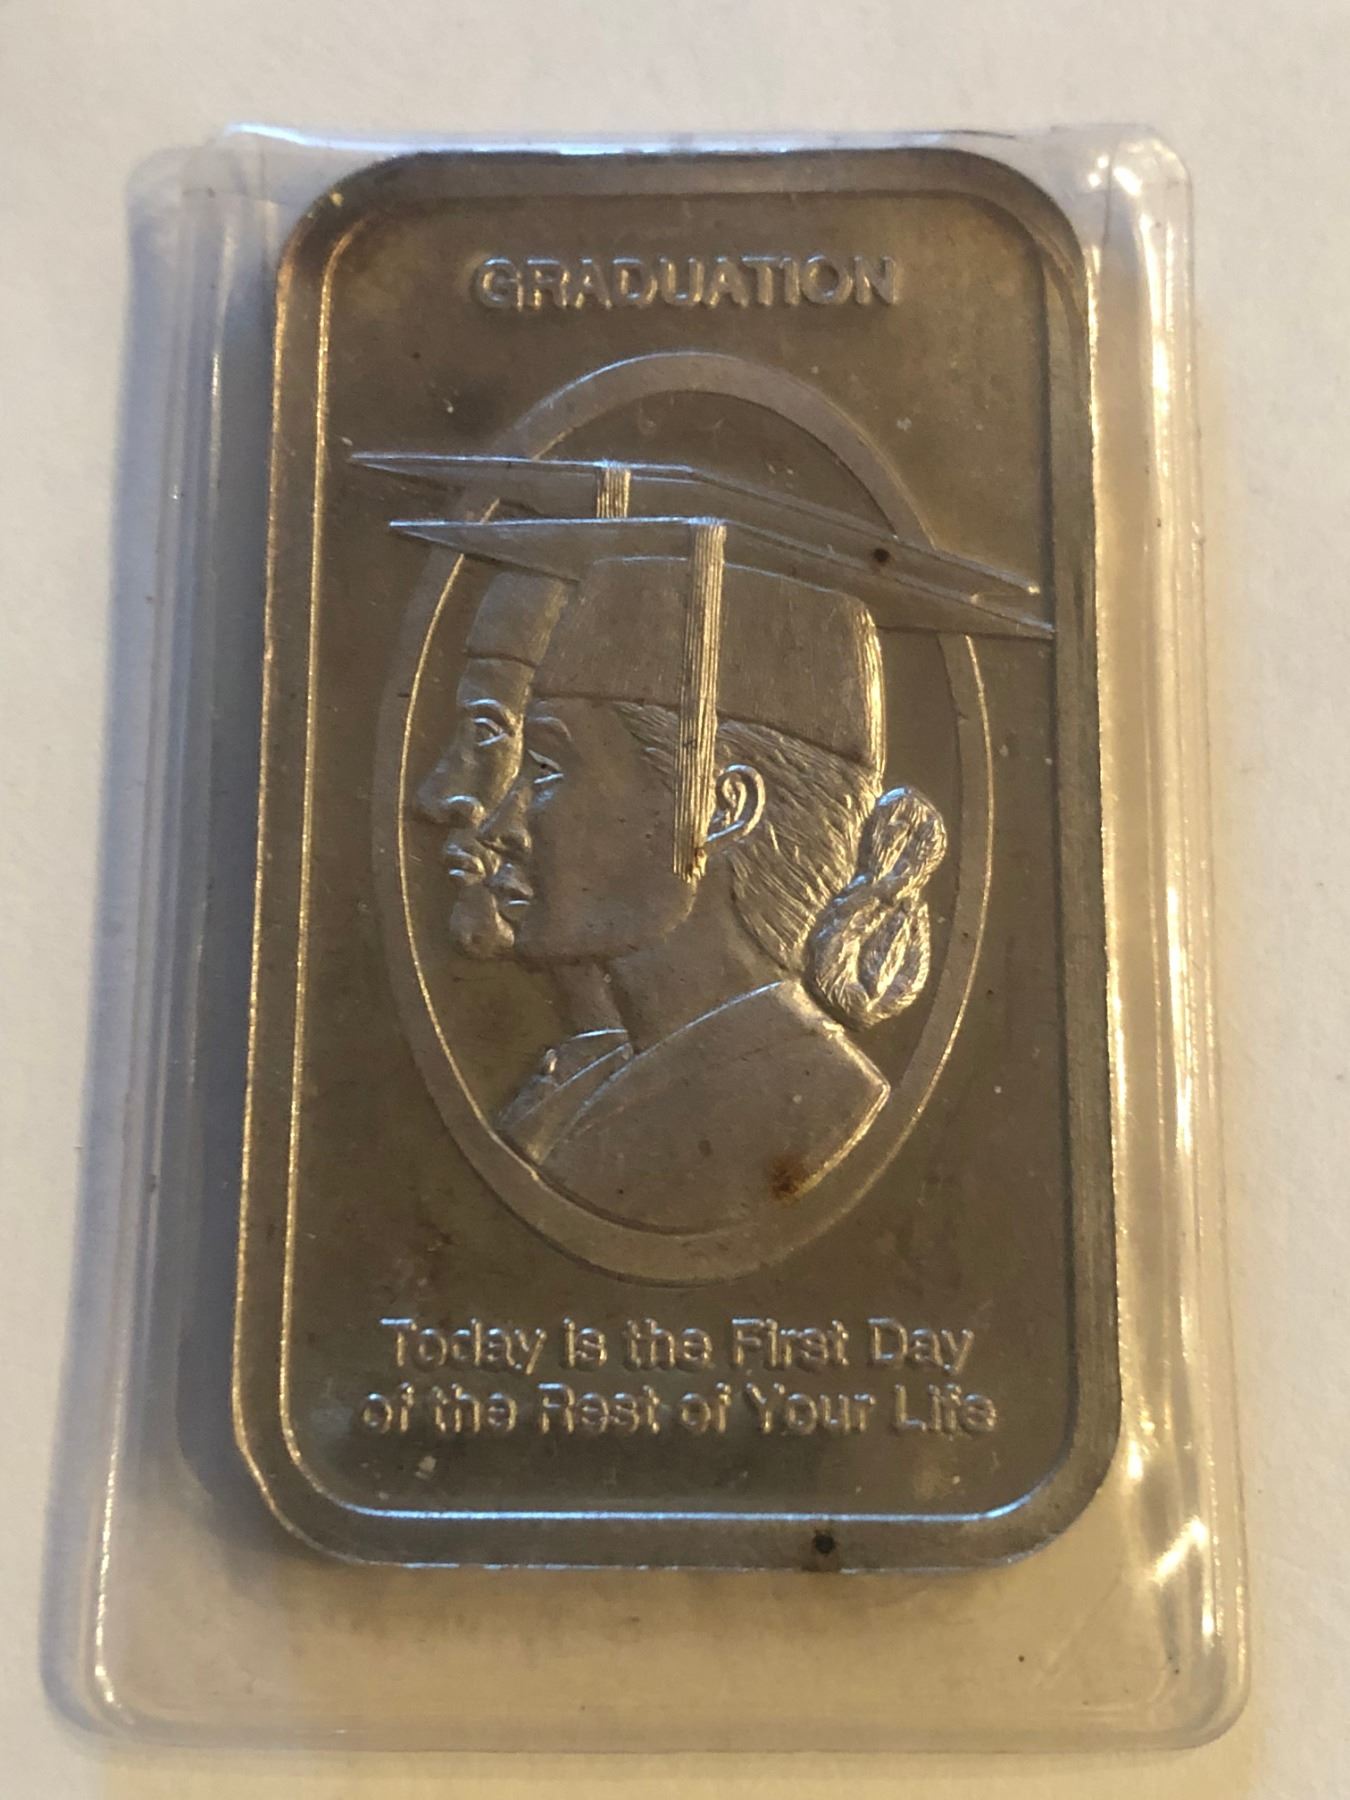 GRADUATION
Today is the First Day
of the Rest of Your Life